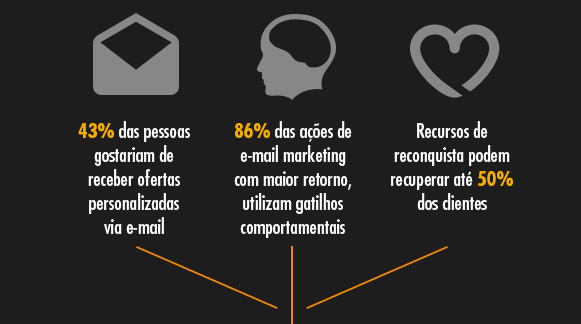 43% das pessoas
gostariam de
receber ofertas
personalizadas
via e-mail
86% das ações de
e-mail marketing
com maior retorno,
utilizam gatilhos
comportamentais
Recursos de
reconquista podem
recuperar até 50%
dos clientes